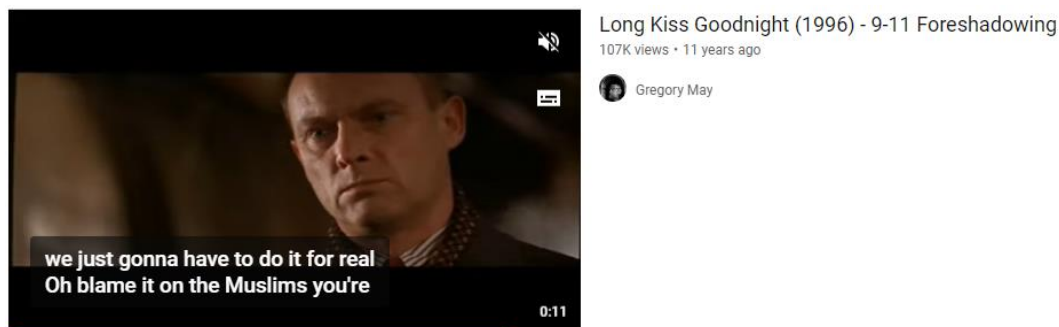 Long Kiss Goodnight (1996) - 9-11 Foreshadowing
107K views • 11 years ago
Gregory May
we just gonna have to do it for real
Oh blame it on the Muslims you're
0:11